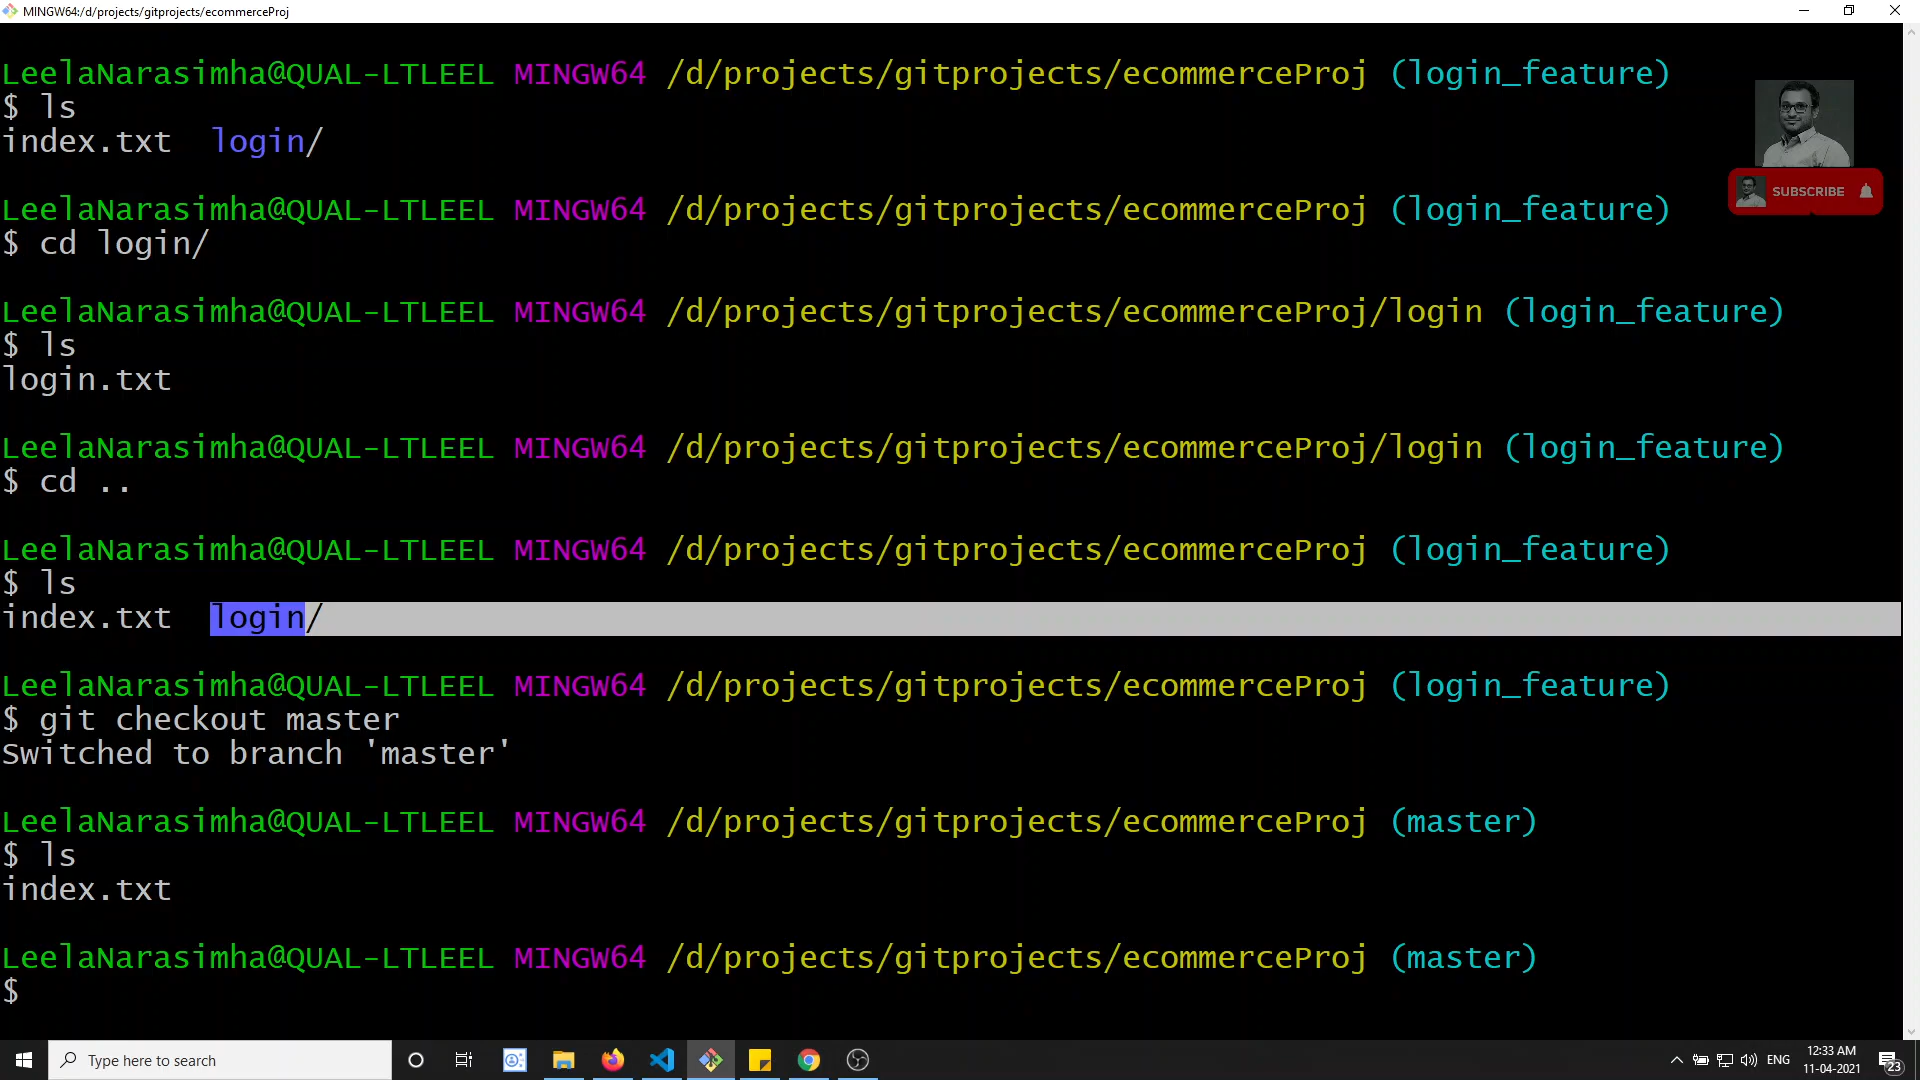 MINGW64:/d/projects/gitprojects/ecommerceProj
LeelaNarasimha@QUAL-LTLEEL MINGW64 /d/projects/gitprojects/ecommerceProj (login_feature)
$ ls
index.txt  login/
LeelaNarasimha@QUAL-LTLEEL MINGW64 /d/projects/gitprojects/ecommerceProj (login_feature)
$ cd login/
LeelaNarasimha@QUAL-LTLEEL MINGW64 /d/projects/gitprojects/ecommerceProj/login (login_feature)
$ ls
login.txt
LeelaNarasimha@QUAL-LTLEEL MINGW64 /d/projects/gitprojects/ecommerceProj/login (login_feature)
$ cd ..
LeelaNarasimha@QUAL-LTLEEL MINGW64 /d/projects/gitprojects/ecommerceProj (login_feature)
$ ls
index.txt  login/
LeelaNarasimha@QUAL-LTLEEL MINGW64 /d/projects/gitprojects/ecommerceProj (login_feature)
$ git checkout master
Switched to branch 'master'
LeelaNarasimha@QUAL-LTLEEL MINGW64 /d/projects/gitprojects/ecommerceProj (master)
$ ls
index.txt
LeelaNarasimha@QUAL-LTLEEL MINGW64 /d/projects/gitprojects/ecommerceProj (master)
$
SUBSCRIBE
Type here to search
ENG
12:33 AM
11-04-2021
23